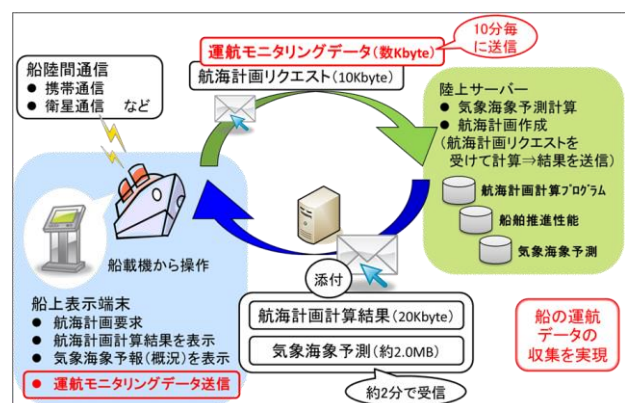 運航モニタリングデータ(数Kbyte)
10分毎
に送信
航海計画リクエスト(10Kbyte)
船陸間通信
● 携帯通信
● 衛星通信 など
陸上サーバー
● 気象海象予測計算
● 航海計画作成
(航海計画リクエストを
受けて計算⇒結果を送信)
航海計画計算ﾌﾟﾛｸﾞﾗﾑ
船舶推進性能
気象海象予測
船載機から操作
船上表示端末
● 航海計画要求
● 航海計画計算結果を表示
● 気象海象予報(概況)を表示
● 運航モニタリングデータ送信
添付
航海計画計算結果(20Kbyte)
気象海象予測(約2.0MB)
約2分で受信
船の運航
データの
収集を実現